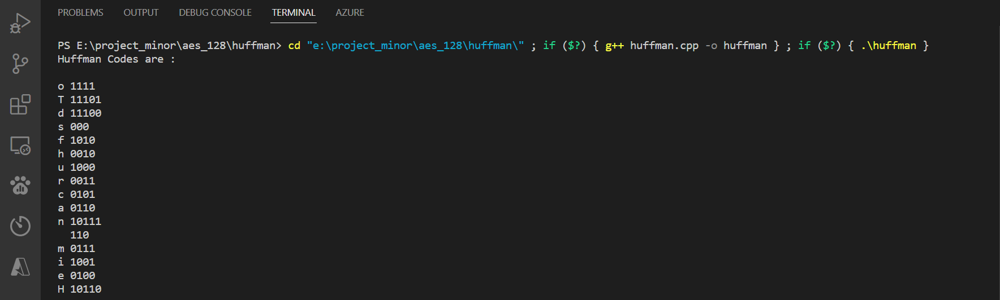 PROBLEMS OUTPUT DEBUG CONSOLE TERMINAL AZURE
PS E:\project_minor\aes_128\huffman> cd "e:\project_minor\aes_128\huffman\" ; if ($?) { g++ huffman.cpp -o huffman } ; if ($?) { .\huffman }
Huffman Codes are :
o 1111
T 11101
d 11100
s 000
f 1010
h 0010
u 1000
r 0011
c 0101
a 0110
n 10111
  110
m 0111
i 1001
e 0100
H 10110